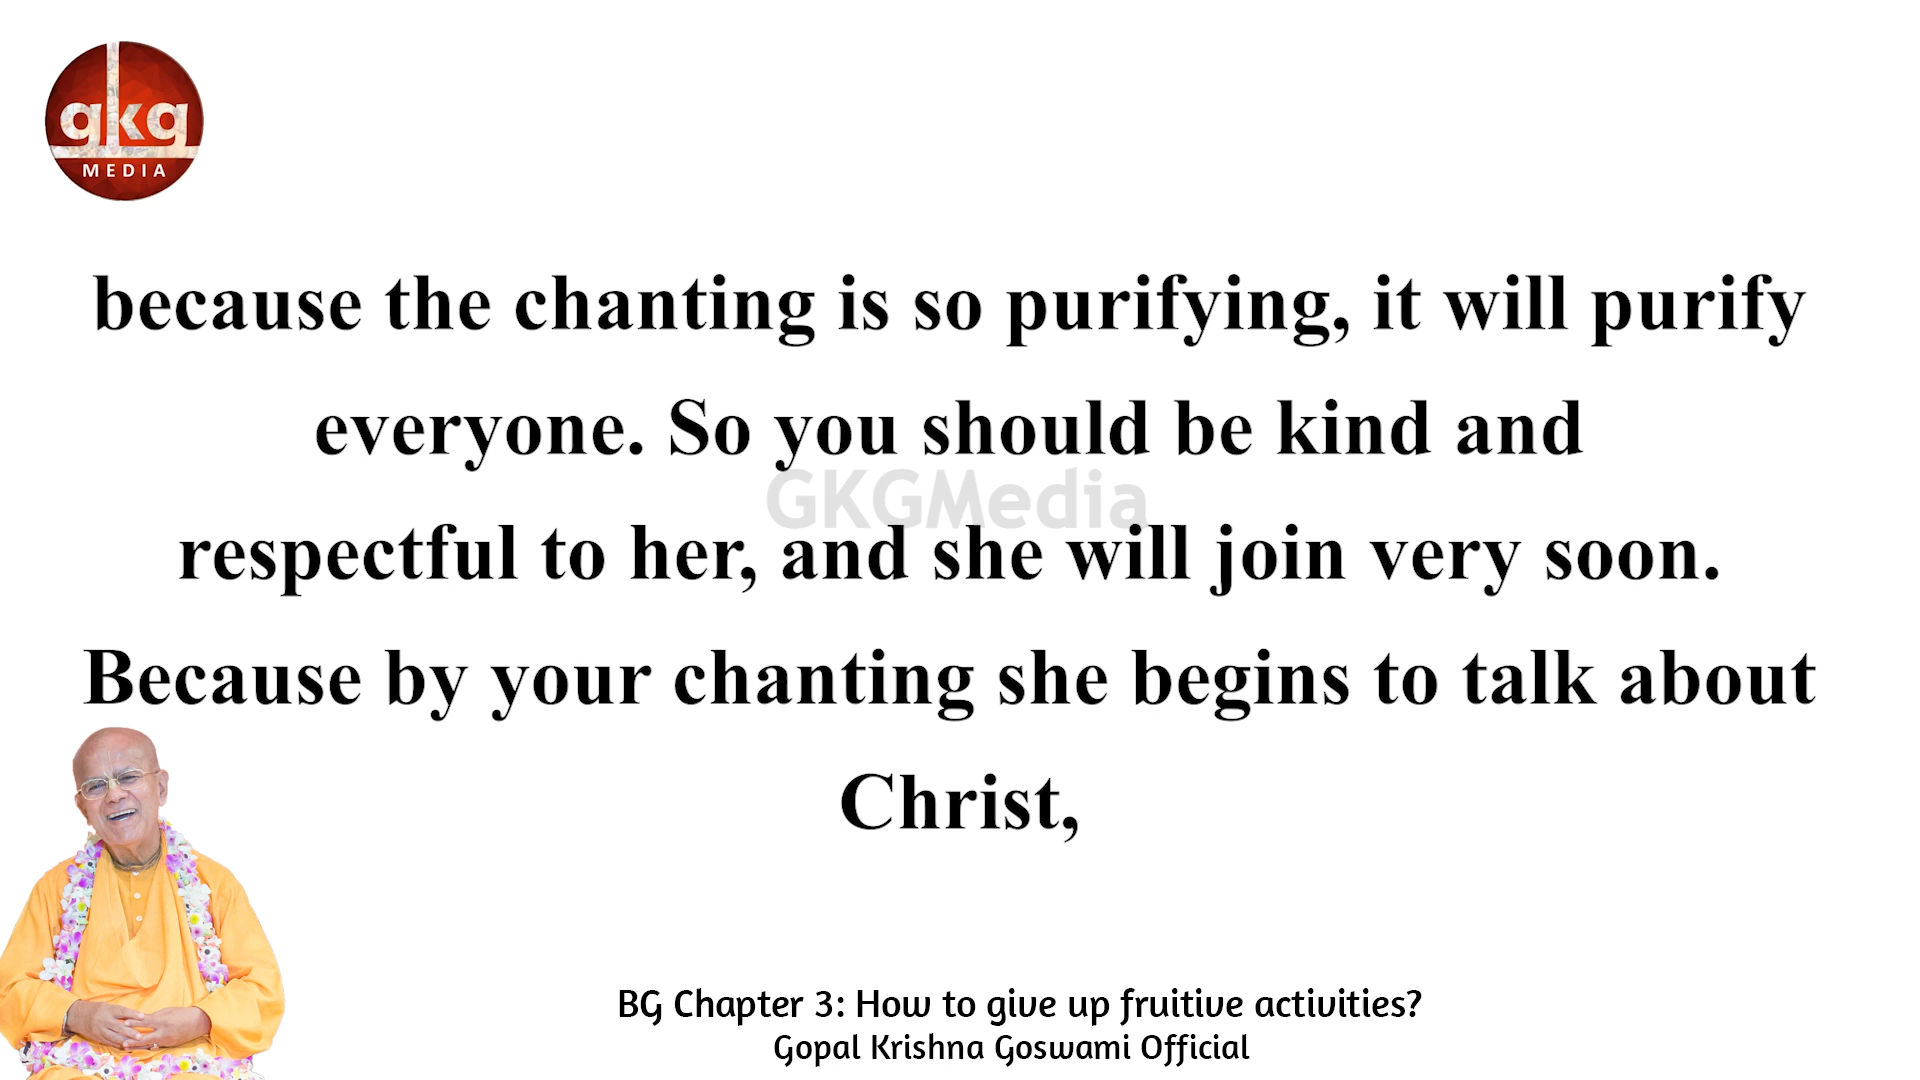 gkg
MEDIA
because the chanting is so purifying, it will purify
everyone. So you should be kind and
GKGMedia
respectful to her, and she will join very soon.
Because by your chanting she begins to talk about
Christ,
BG Chapter 3: How to give up fruitive activities?
Gopal Krishna Goswami Official